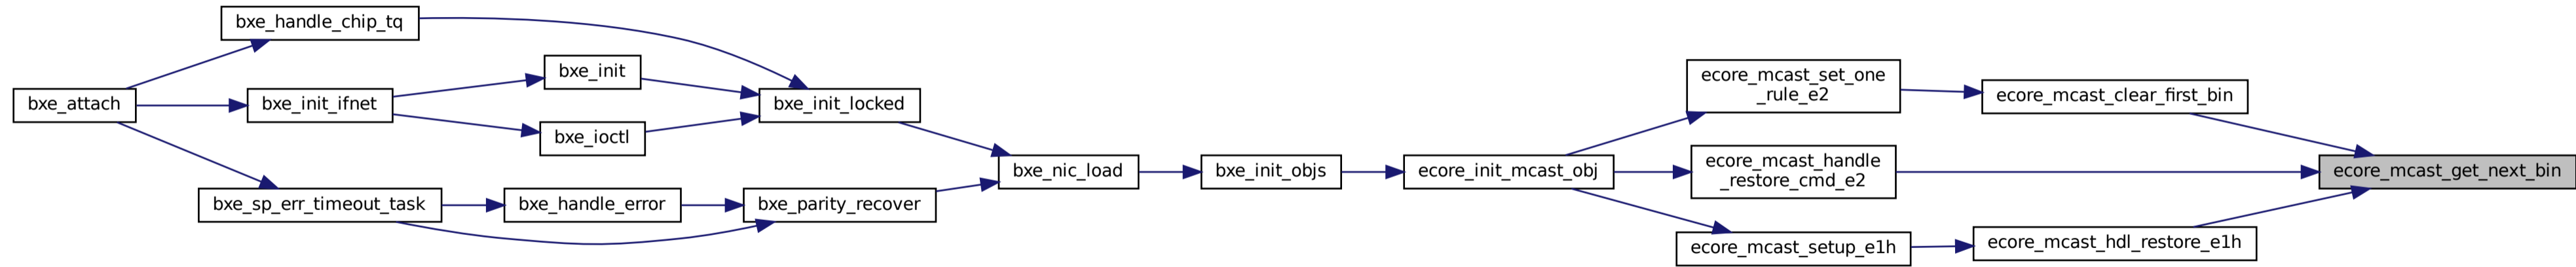 bxe_handle_chip_tq
bxe_attach
bxe_init_ifnet
bxe_init
bxe_ioctl
bxe_init_locked
bxe_sp_err_timeout_task
bxe_handle_error
bxe_parity_recover
bxe_nic_load
bxe_init_objs
ecore_init_mcast_obj
ecore_mcast_set_one
_rule_e2
ecore_mcast_clear_first_bin
ecore_mcast_handle
_restore_cmd_e2
ecore_mcast_setup_e1h
ecore_mcast_hdl_restore_e1h
ecore_mcast_get_next_bin